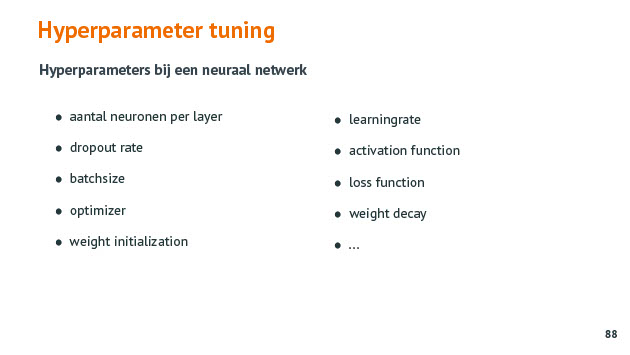 Hyperparameter tuning
Hyperparameters bij een neuraal netwerk
● aantal neuronen per layer
● dropout rate
● batchsize
● optimizer
● weight initialization
● learningrate
● activation function
● loss function
● weight decay
● ...
88